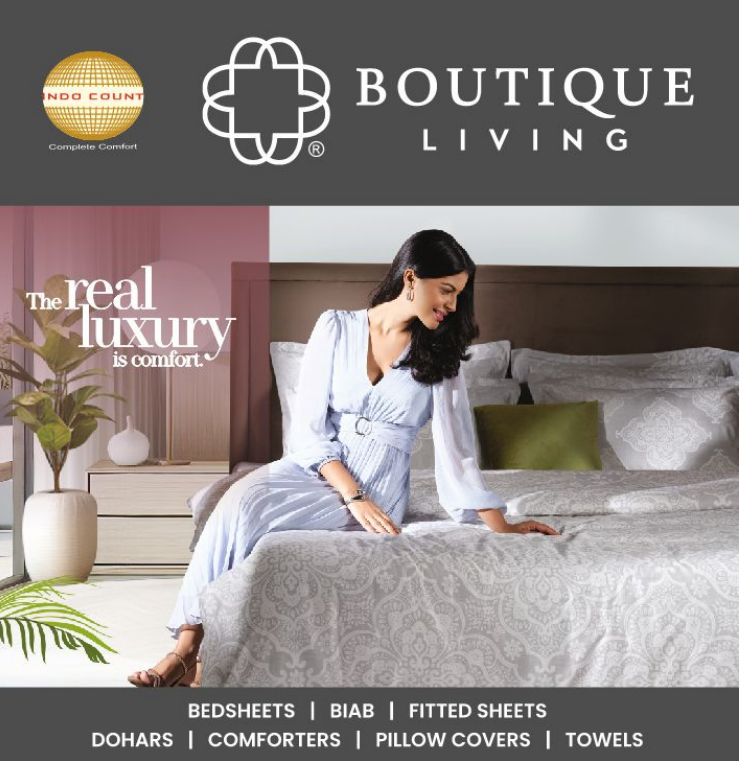 INDO COUNT
Complete Comfort
®
BOUTIQUE
LIVING
The real
luxury
is comfort.
BEDSHEETS | BIAB | FITTED SHEETS
DOHARS | COMFORTERS | PILLOW COVERS | TOWELS